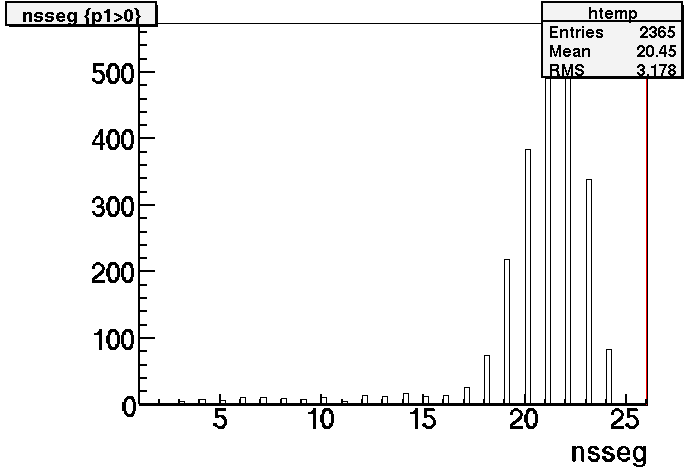 nsseg {p1>0}
htemp
Entries 2365
Mean 20.45
RMS 3.178
500
400
300
200
100
0
5 10 15 20 25
nsseg